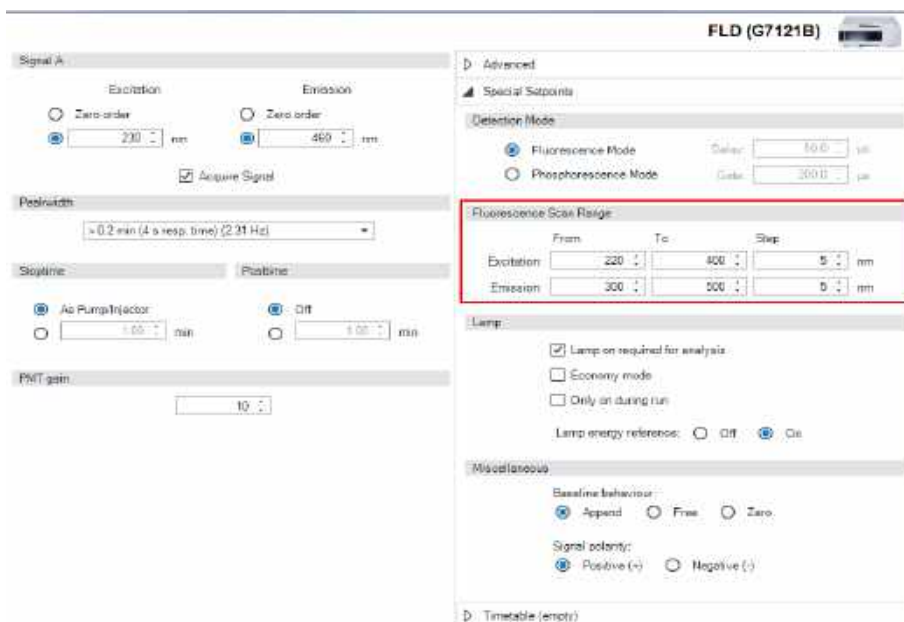 FLD (G7121B)
Signal A
Excitation Emission
Zero order Zero order
230 nm 460 nm
Acquire Signal
Peakwidth
> 0.2 min (4 s resp. time) (2.31 Hz)
Stoptime Posttime
As Pump/Injector Off
1.00 min 1.00 min
PMT gain
10
Advanced
Special Setpoints
Detection Mode
Fluorescence Mode Delay: 50.0 µs
Phosphorescence Mode Gate: 200.0 µs
Fluorescence Scan Range
From To Step
Excitation 220 400 5 nm
Emission 300 500 5 nm
Lamp
Lamp on required for analysis
Economy mode
Only on during run
Lamp energy reference: Off On
Miscellaneous
Baseline behaviour:
Append Free Zero
Signal polarity:
Positive (+) Negative (-)
Timetable (empty)